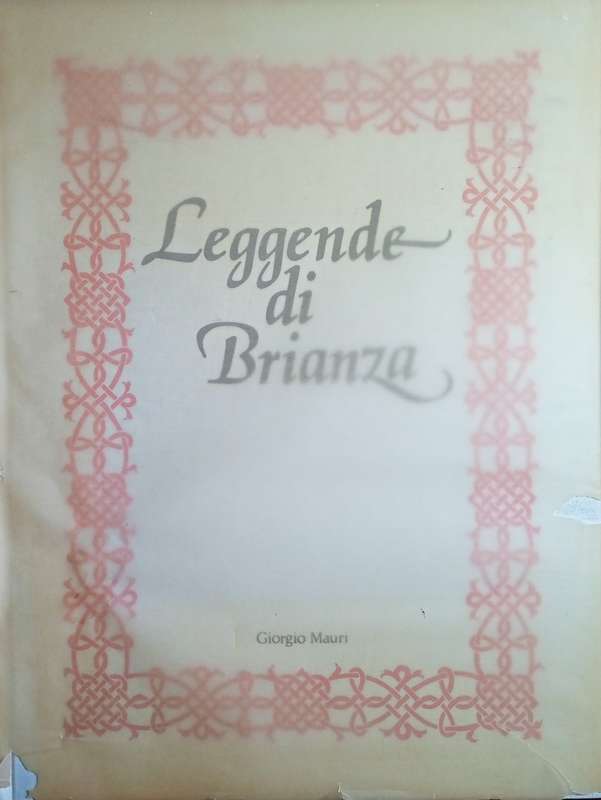 Leggende
di
Brianza
Giorgio Mauri